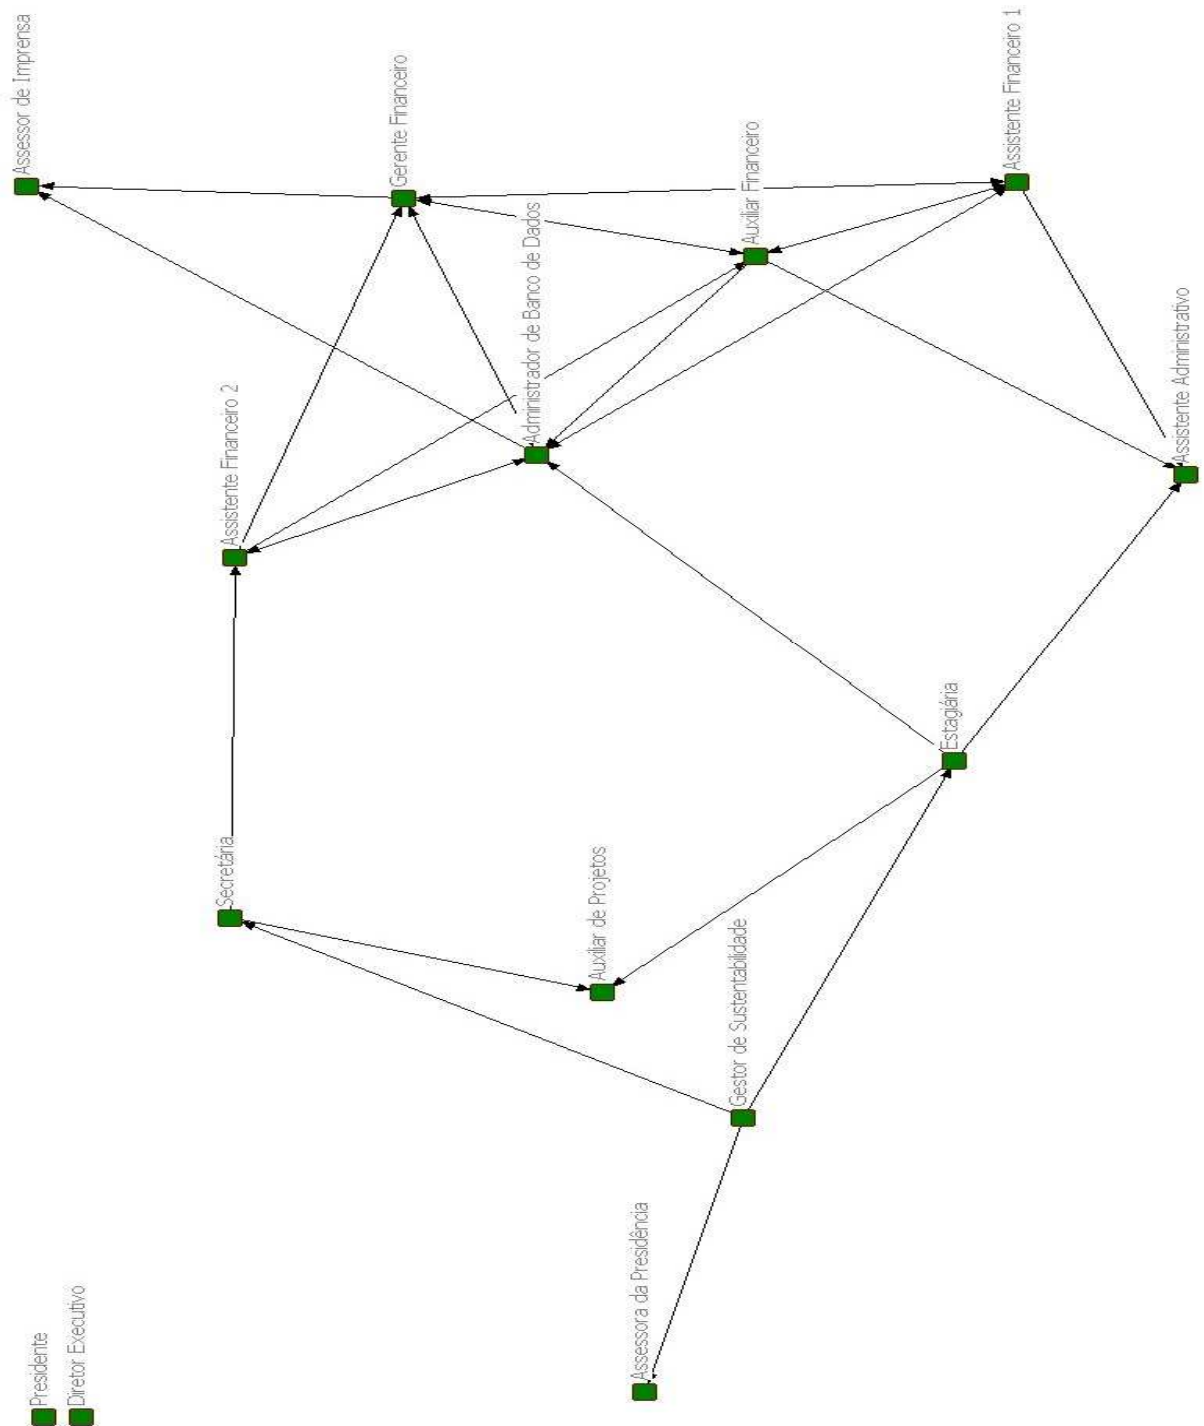 Presidente
Diretor Executivo
Assessora da Presidência
Gestor de Sustentabilidade
Auxiliar de Projetos
Secretária
Estagiária
Assistente Financeiro 2
Administrador de Banco de Dados
Assistente Administrativo
Auxiliar Financeiro
Gerente Financeiro
Assessor de Imprensa
Assistente Financeiro 1